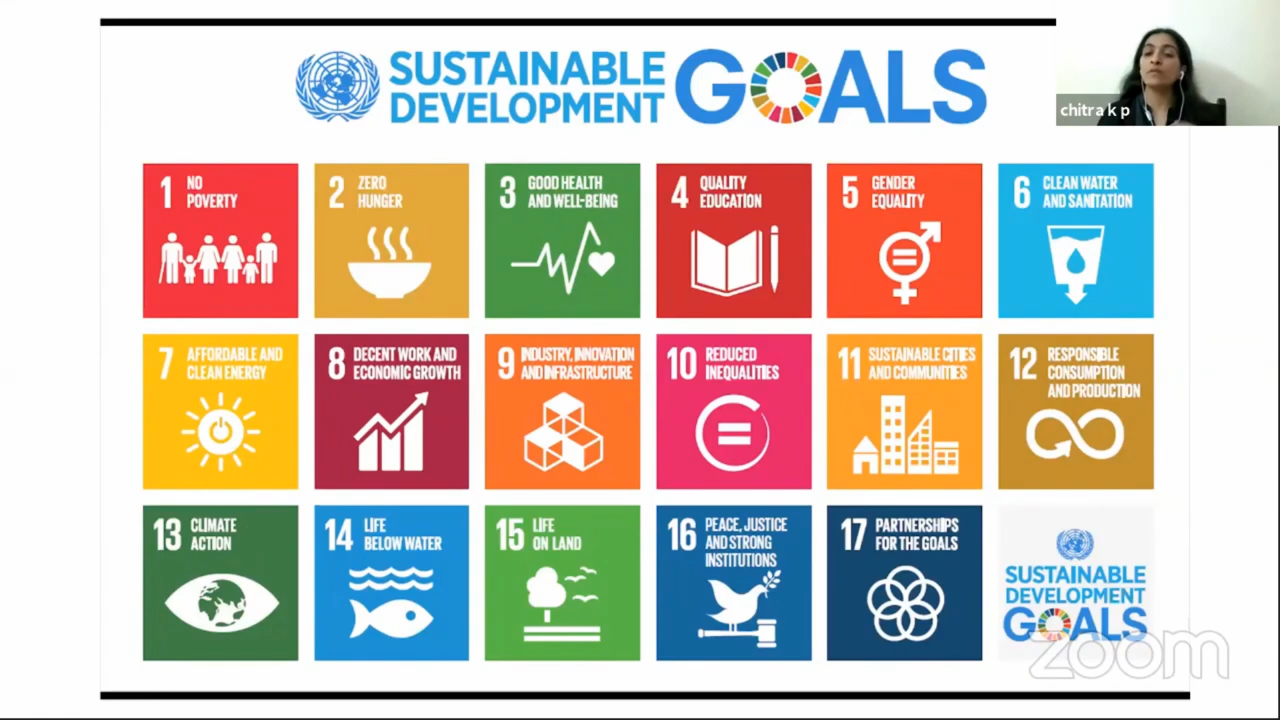 SUSTAINABLE
DEVELOPMENT
GOALS
chitra k p
1 NO
POVERTY
2 ZERO
HUNGER
3 GOOD HEALTH
AND WELL-BEING
4 QUALITY
EDUCATION
5 GENDER
EQUALITY
6 CLEAN WATER
AND SANITATION
7 AFFORDABLE AND
CLEAN ENERGY
8 DECENT WORK AND
ECONOMIC GROWTH
9 INDUSTRY, INNOVATION
AND INFRASTRUCTURE
10 REDUCED
INEQUALITIES
11 SUSTAINABLE CITIES
AND COMMUNITIES
12 RESPONSIBLE
CONSUMPTION
AND PRODUCTION
13 CLIMATE
ACTION
14 LIFE
BELOW WATER
15 LIFE
ON LAND
16 PEACE, JUSTICE
AND STRONG
INSTITUTIONS
17 PARTNERSHIPS
FOR THE GOALS
SUSTAINABLE
DEVELOPMENT
GOALS
zoom